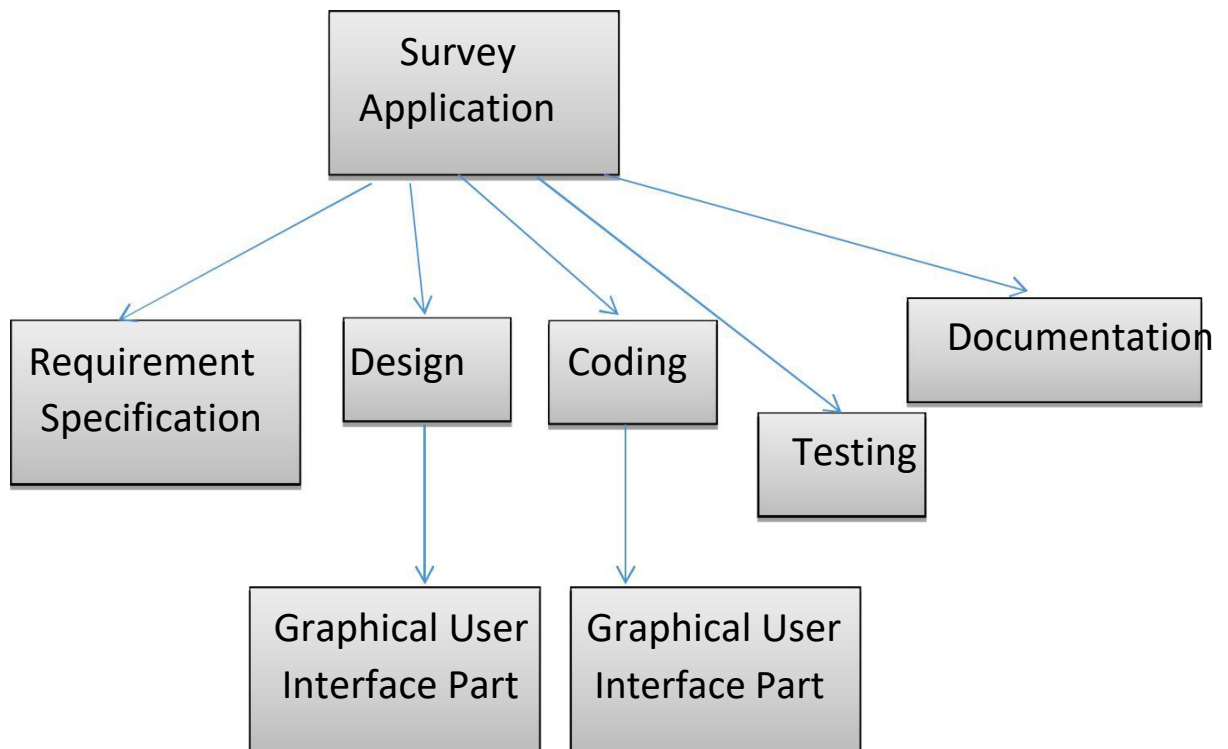 Survey
Application
Requirement
Specification
Design
Coding
Testing
Documentation
Graphical User
Interface Part
Graphical User
Interface Part